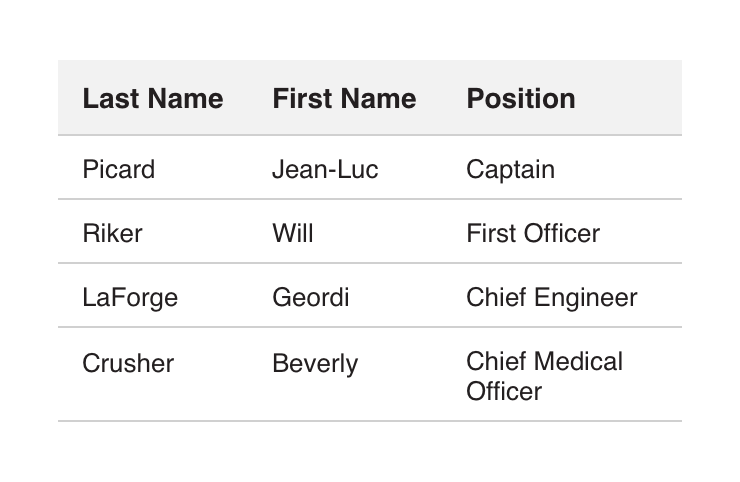 Last Name First Name Position
Picard Jean-Luc Captain
Riker Will First Officer
LaForge Geordi Chief Engineer
Crusher Beverly Chief Medical
Officer